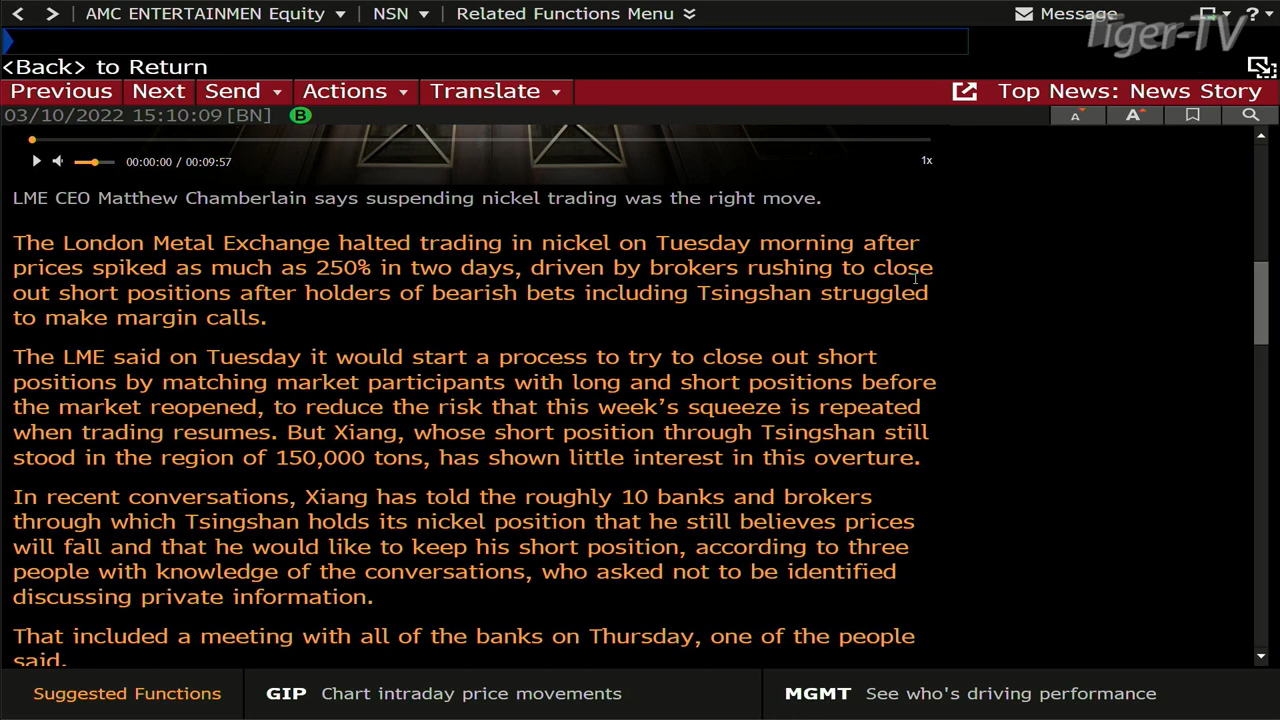 AMC ENTERTAINMEN Equity NSN Related Functions Menu Message ?
Tiger-TV
<Back> to Return
Previous Next Send Actions Translate Top News: News Story
03/10/2022 15:10:09 [BN] B A A
00:00:00 / 00:09:57 1x
LME CEO Matthew Chamberlain says suspending nickel trading was the right move.
The London Metal Exchange halted trading in nickel on Tuesday morning after
prices spiked as much as 250% in two days, driven by brokers rushing to close
out short positions after holders of bearish bets including Tsingshan struggled
to make margin calls.
The LME said on Tuesday it would start a process to try to close out short
positions by matching market participants with long and short positions before
the market reopened, to reduce the risk that this week’s squeeze is repeated
when trading resumes. But Xiang, whose short position through Tsingshan still
stood in the region of 150,000 tons, has shown little interest in this overture.
In recent conversations, Xiang has told the roughly 10 banks and brokers
through which Tsingshan holds its nickel position that he still believes prices
will fall and that he would like to keep his short position, according to three
people with knowledge of the conversations, who asked not to be identified
discussing private information.
That included a meeting with all of the banks on Thursday, one of the people
said.
Suggested Functions GIP Chart intraday price movements MGMT See who's driving performance